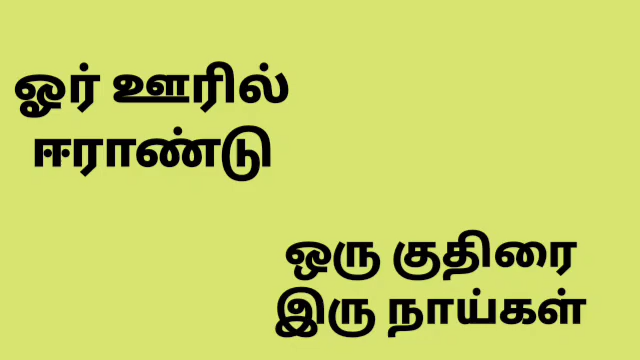 ஓர் ஊரில்
ஈராண்டு
ஒரு குதிரை
இரு நாய்கள்